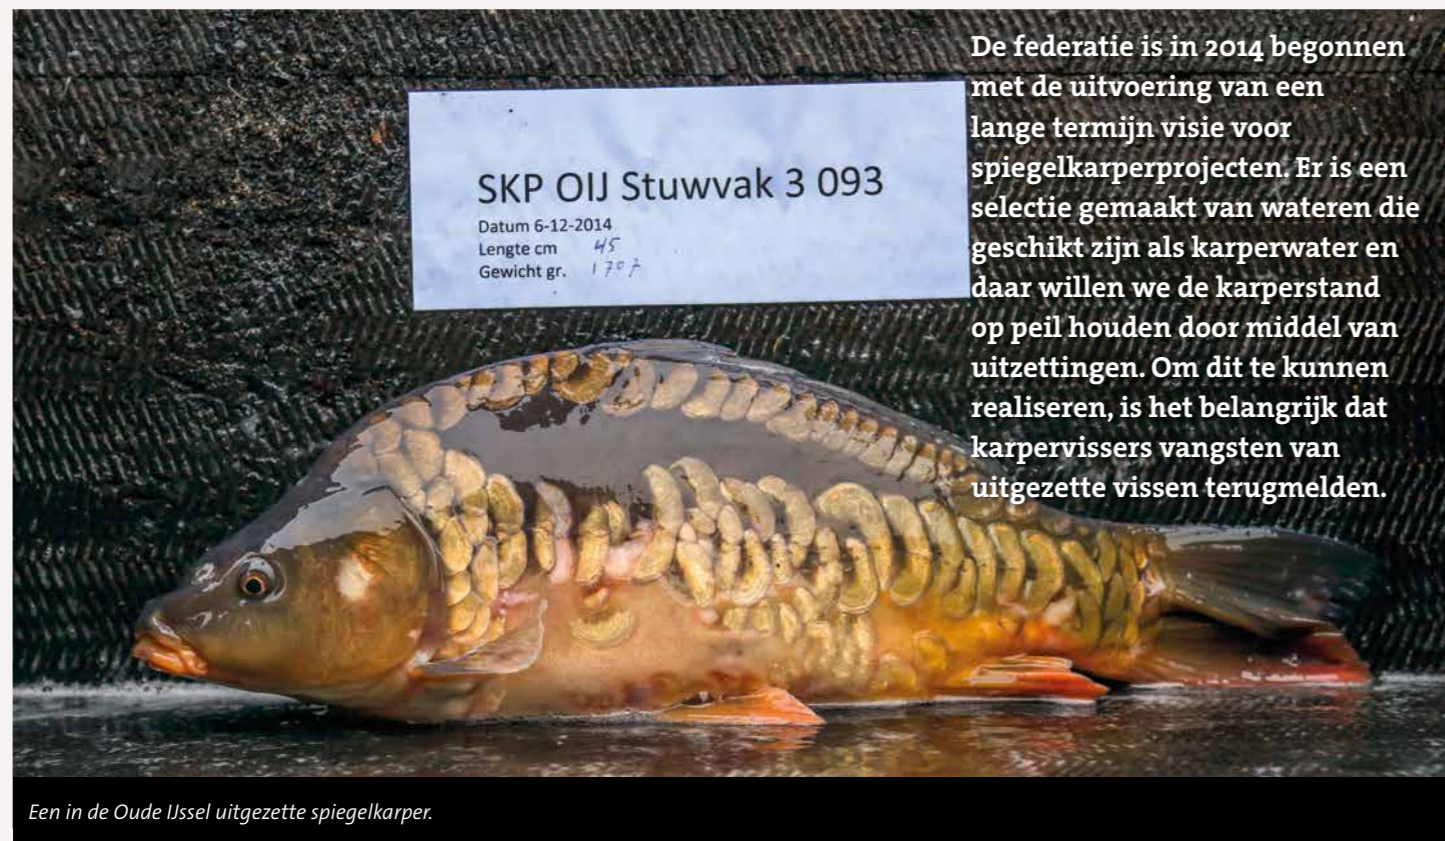 De federatie is in 2014 begonnen
met de uitvoering van een
lange termijn visie voor
spiegelkarperprojecten. Er is een
selectie gemaakt van wateren die
geschikt zijn als karperwater en
daar willen we de karperstand
op peil houden door middel van
uitzettingen. Om dit te kunnen
realiseren, is het belangrijk dat
karpervissers vangsten van
uitgezette vissen terugmelden.
SKP OIJ Stuwvak 3 093
Datum 6-12-2014
Lengte cm 45
Gewicht gr. 1707
Een in de Oude IJssel uitgezette spiegelkarper.